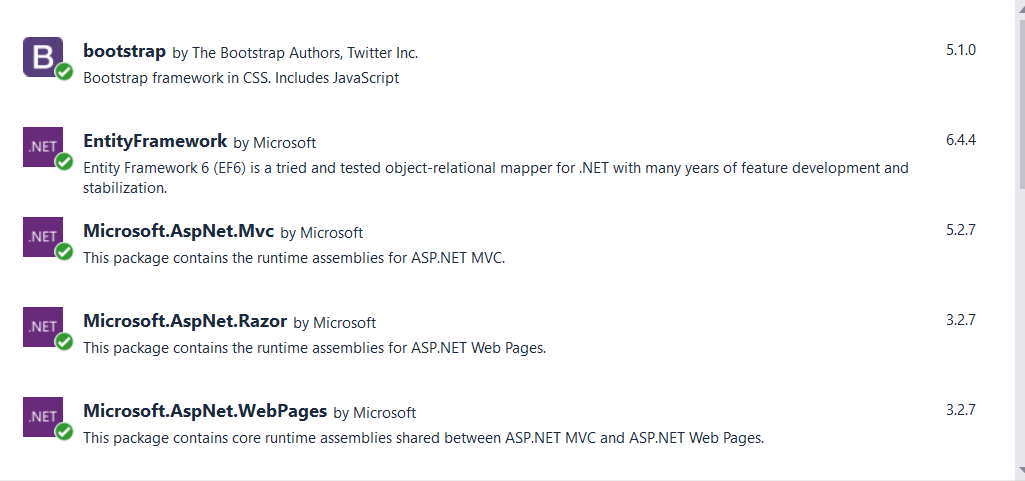 B
bootstrap by The Bootstrap Authors, Twitter Inc. 5.1.0
Bootstrap framework in CSS. Includes JavaScript
.NET
EntityFramework by Microsoft 6.4.4
Entity Framework 6 (EF6) is a tried and tested object-relational mapper for .NET with many years of feature development and
stabilization.
.NET
Microsoft.AspNet.Mvc by Microsoft 5.2.7
This package contains the runtime assemblies for ASP.NET MVC.
.NET
Microsoft.AspNet.Razor by Microsoft 3.2.7
This package contains the runtime assemblies for ASP.NET Web Pages.
.NET
Microsoft.AspNet.WebPages by Microsoft 3.2.7
This package contains core runtime assemblies shared between ASP.NET MVC and ASP.NET Web Pages.